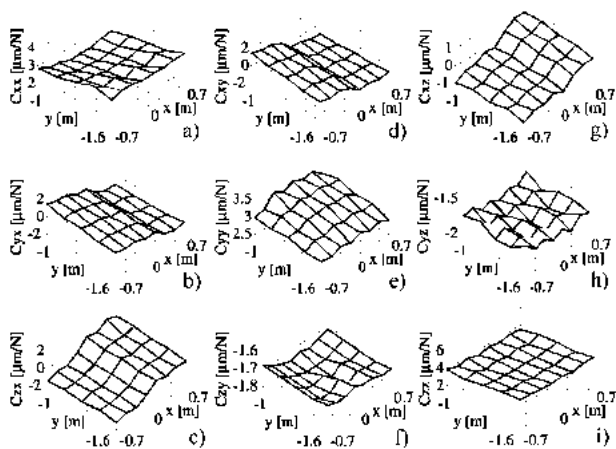 Cxx [µm/N]
4
3
2
-1
y [m]
-1.6 -0.7
0
x [m]
0.7
a)
Cxy [µm/N]
2
0
-2
-1
y [m]
-1.6 -0.7
0
x [m]
0.7
d)
Cxz [µm/N]
1
0
-1
-1
y [m]
-1.6 -0.7
0
x [m]
0.7
g)
Cyx [µm/N]
2
0
-2
-1
y [m]
-1.6 -0.7
0
x [m]
0.7
b)
Cyy [µm/N]
3.5
3
2.5
-1
y [m]
-1.6 -0.7
0
x [m]
0.7
e)
Cyz [µm/N]
-1.5
-2
-1
y [m]
-1.6 -0.7
0
x [m]
0.7
h)
Czx [µm/N]
2
0
-2
-1
y [m]
-1.6 -0.7
0
x [m]
0.7
c)
Czy [µm/N]
-1.6
-1.7
-1.8
-1
y [m]
-1.6 -0.7
0
x [m]
0.7
f)
Czz [µm/N]
6
4
2
-1
y [m]
-1.6 -0.7
0
x [m]
0.7
i)